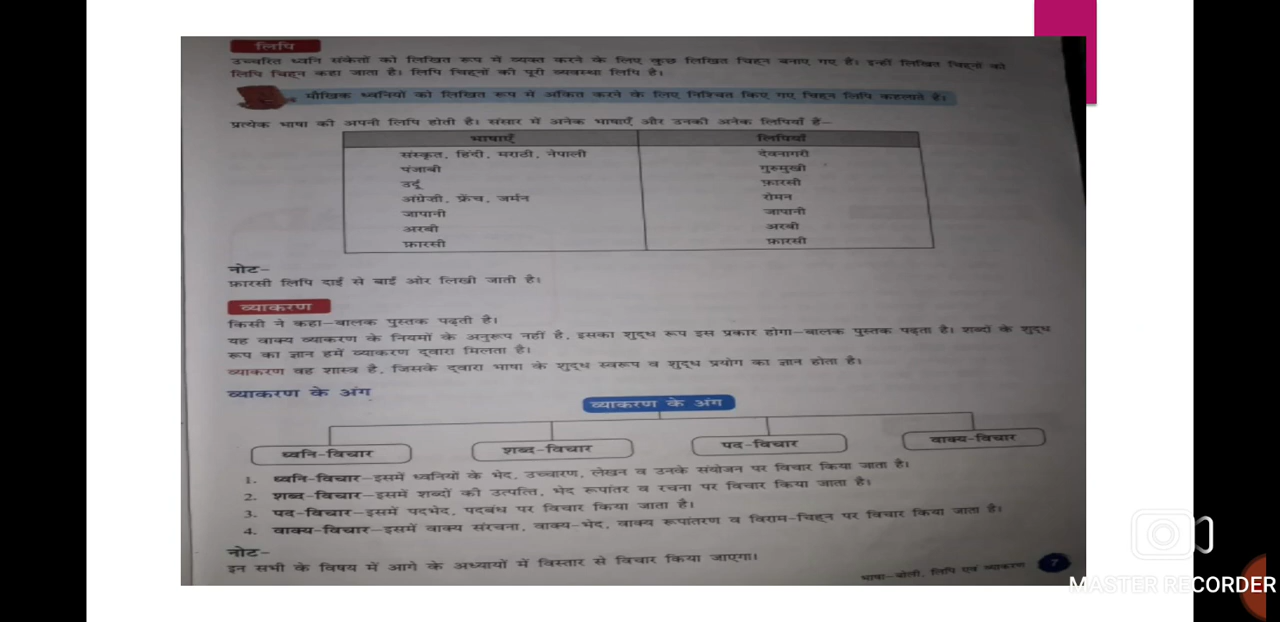 लिपि
उच्चरित ध्वनि संकेतों को लिखित रूप में व्यक्त करने के लिए कुछ लिखित चिह्न बनाए गए हैं। इन्हीं लिखित चिह्नों को
लिपि चिह्न कहा जाता है। लिपि चिह्नों की पूरी व्यवस्था लिपि है।
मौखिक ध्वनियों को लिखित रूप में अंकित करने के लिए निश्चित किए गए चिह्न लिपि कहलाते हैं।
प्रत्येक भाषा की अपनी लिपि होती है। संसार में अनेक भाषाएँ और उनकी अनेक लिपियाँ हैं–
भाषाएँ लिपियाँ
संस्कृत, हिंदी, मराठी, नेपाली देवनागरी
पंजाबी गुरुमुखी
उर्दू फ़ारसी
अंग्रेज़ी, फ्रेंच, जर्मन रोमन
जापानी जापानी
अरबी अरबी
फ़ारसी फ़ारसी
नोट–
फ़ारसी लिपि दाईं से बाईं ओर लिखी जाती है।
व्याकरण
किसी ने कहा–बालक पुस्तक पढ़ती है।
यह वाक्य व्याकरण के नियमों के अनुरूप नहीं है, इसका शुद्ध रूप इस प्रकार होगा–बालक पुस्तक पढ़ता है। शब्दों के शुद्ध
रूप का ज्ञान हमें व्याकरण द्वारा मिलता है।
व्याकरण वह शास्त्र है, जिसके द्वारा भाषा के शुद्ध स्वरूप व शुद्ध प्रयोग का ज्ञान होता है।
व्याकरण के अंग
व्याकरण के अंग
ध्वनि-विचार शब्द-विचार पद-विचार वाक्य-विचार
1. ध्वनि-विचार–इसमें ध्वनियों के भेद, उच्चारण, लेखन व उनके संयोजन पर विचार किया जाता है।
2. शब्द-विचार–इसमें शब्दों की उत्पत्ति, भेद रूपांतर व रचना पर विचार किया जाता है।
3. पद-विचार–इसमें पदभेद, पदबंध पर विचार किया जाता है।
4. वाक्य-विचार–इसमें वाक्य संरचना, वाक्य-भेद, वाक्य रूपांतरण व विराम-चिह्न पर विचार किया जाता है।
नोट–
इन सभी के विषय में आगे के अध्यायों में विस्तार से विचार किया जाएगा।
भाषा–बोली, लिपि एवं व्याकरण 7
MASTER RECORDER